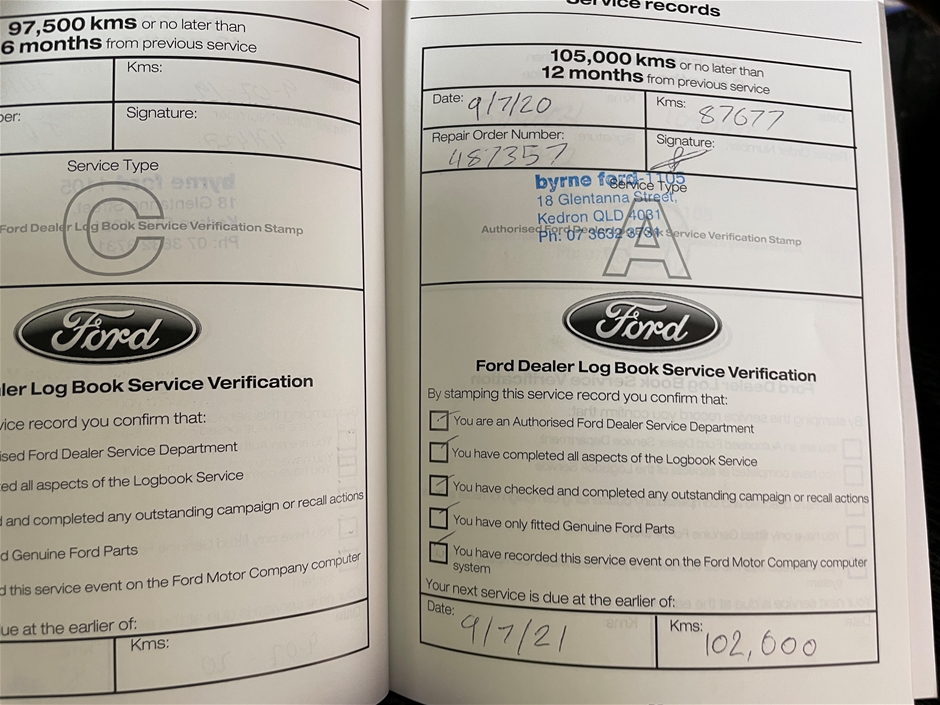 97,500 kms or no later than
6 months from previous service
Kms:
Signature:
Service Type
C
Ford Dealer Log Book Service Verification Stamp
Ford
ler Log Book Service Verification
vice record you confirm that:
ised Ford Dealer Service Department
ed all aspects of the Logbook Service
d and completed any outstanding campaign or recall actions
d Genuine Ford Parts
d this service event on the Ford Motor Company computer
ue at the earlier of:
Kms:
Service records
105,000 kms or no later than
12 months from previous service
Date: 9/7/20
Kms: 87677
Repair Order Number: 487357
Signature:
Service Type
byrne ford 1105
18 Glentanna Street,
Kedron QLD 4031
Ph: 07 3632 3731
A
Authorised Ford Dealer Log Book Service Verification Stamp
Ford
Ford Dealer Log Book Service Verification
By stamping this service record you confirm that:
You are an Authorised Ford Dealer Service Department
You have completed all aspects of the Logbook Service
You have checked and completed any outstanding campaign or recall actions
You have only fitted Genuine Ford Parts
You have recorded this service event on the Ford Motor Company computer
system
Your next service is due at the earlier of:
Date: 9/7/21
Kms: 102,600